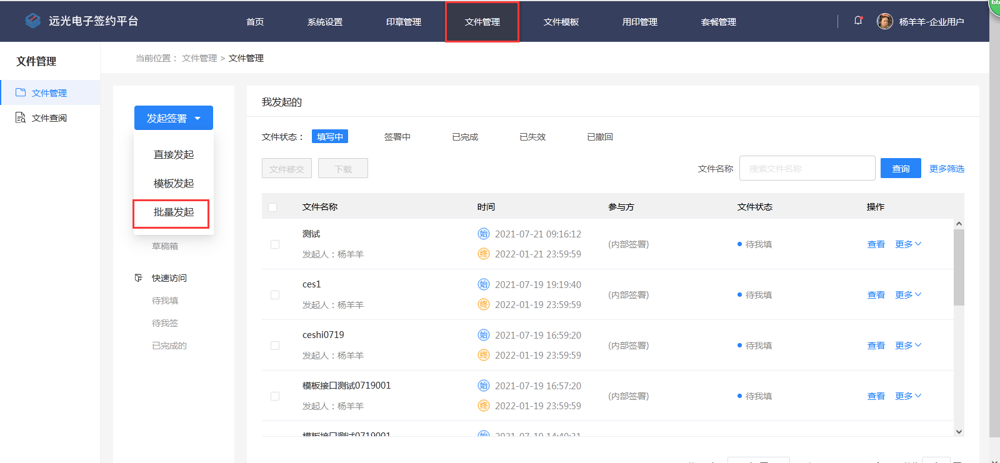 远光电子签约平台
首页
系统设置
印章管理
文件管理
文件模板
用印管理
套餐管理
杨羊羊-企业用户
66
文件管理
文件管理
文件查阅
当前位置： 文件管理 > 文件管理
发起签署
直接发起
模板发起
批量发起
草稿箱
快速访问
待我填
待我签
已完成的
我发起的
文件状态： 填写中 签署中 已完成 已失效 已撤回
文件移交 下载 文件名称 搜索文件名称 查询 更多筛选
文件名称 时间 参与方 文件状态 操作
测试
发起人：杨羊羊
始 2021-07-21 09:16:12
终 2022-01-21 23:59:59
(内部签署) 待我填 查看 更多
ces1
发起人：杨羊羊
始 2021-07-19 19:19:40
终 2022-01-19 23:59:59
(内部签署) 待我填 查看 更多
ceshi0719
发起人：杨羊羊
始 2021-07-19 16:59:20
终 2022-01-19 23:59:59
(内部签署) 待我填 查看 更多
模板接口测试0719001
发起人：杨羊羊
始 2021-07-19 16:57:20
终 2022-01-19 23:59:59
(内部签署) 待我填 查看 更多
模板接口测试0719001
始 2021-07-19 14:40:31